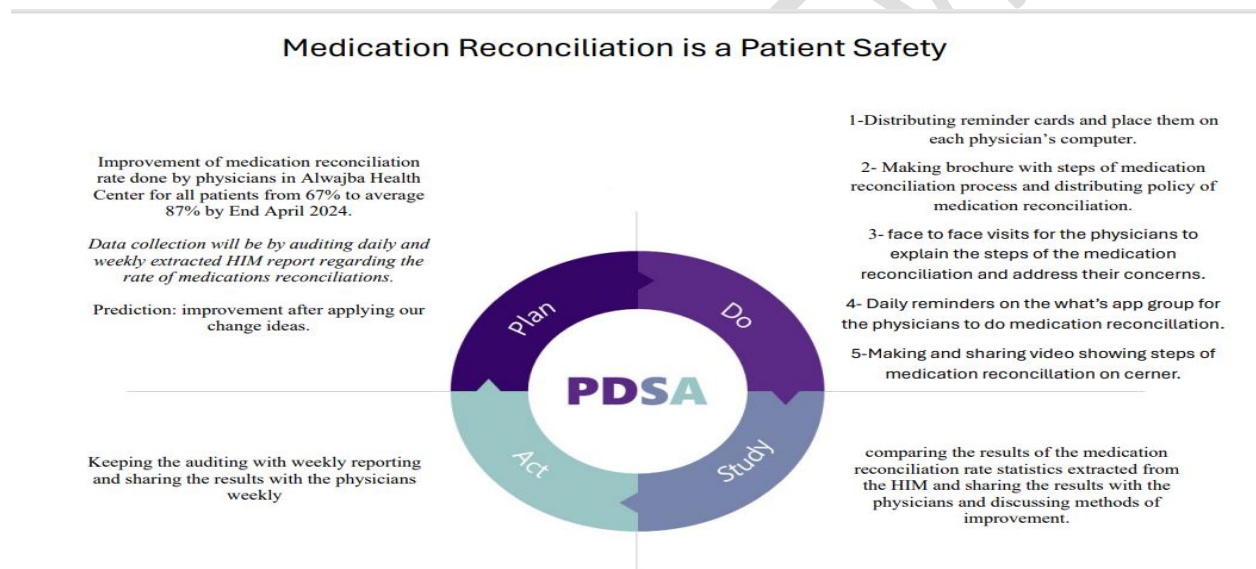 Medication Reconciliation is a Patient Safety
Improvement of medication reconciliation
rate done by physicians in Alwajba Health
Center for all patients from 67% to average
87% by End April 2024.
Data collection will be by auditing daily and
weekly extracted HIM report regarding the
rate of medications reconciliations.
Prediction: improvement after applying our
change ideas.
1-Distributing reminder cards and place them on
each physician’s computer.
2- Making brochure with steps of medication
reconciliation process and distributing policy of
medication reconciliation.
3- face to face visits for the physicians to
explain the steps of the medication
reconciliation and address their concerns.
4- Daily reminders on the what’s app group for
the physicians to do medication reconcillation.
5-Making and sharing video showing steps of
medication reconcillation on cerner.
Plan
Do
PDSA
Act
Study
Keeping the auditing with weekly reporting
and sharing the results with the physicians
weekly
comparing the results of the medication
reconciliation rate statistics extracted from
the HIM and sharing the results with the
physicians and discussing methods of
improvement.